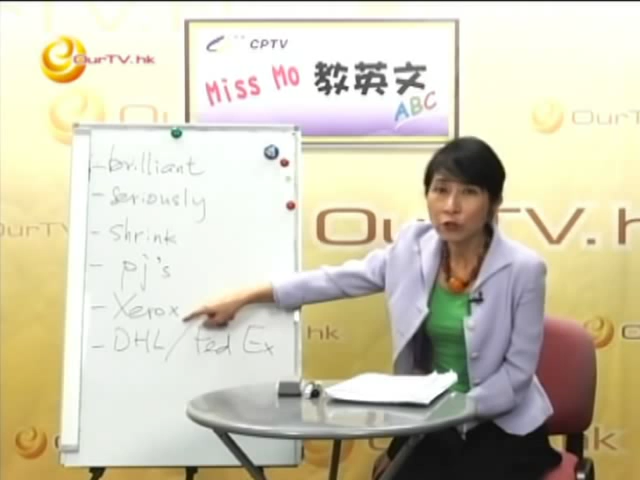 OurTV.hk
CPTV
Miss Mo 教英文
ABC
OurTV.hk
- brilliant
- seriously
- Shrink
- pj's
- Xerox
- DHL/Fed Ex